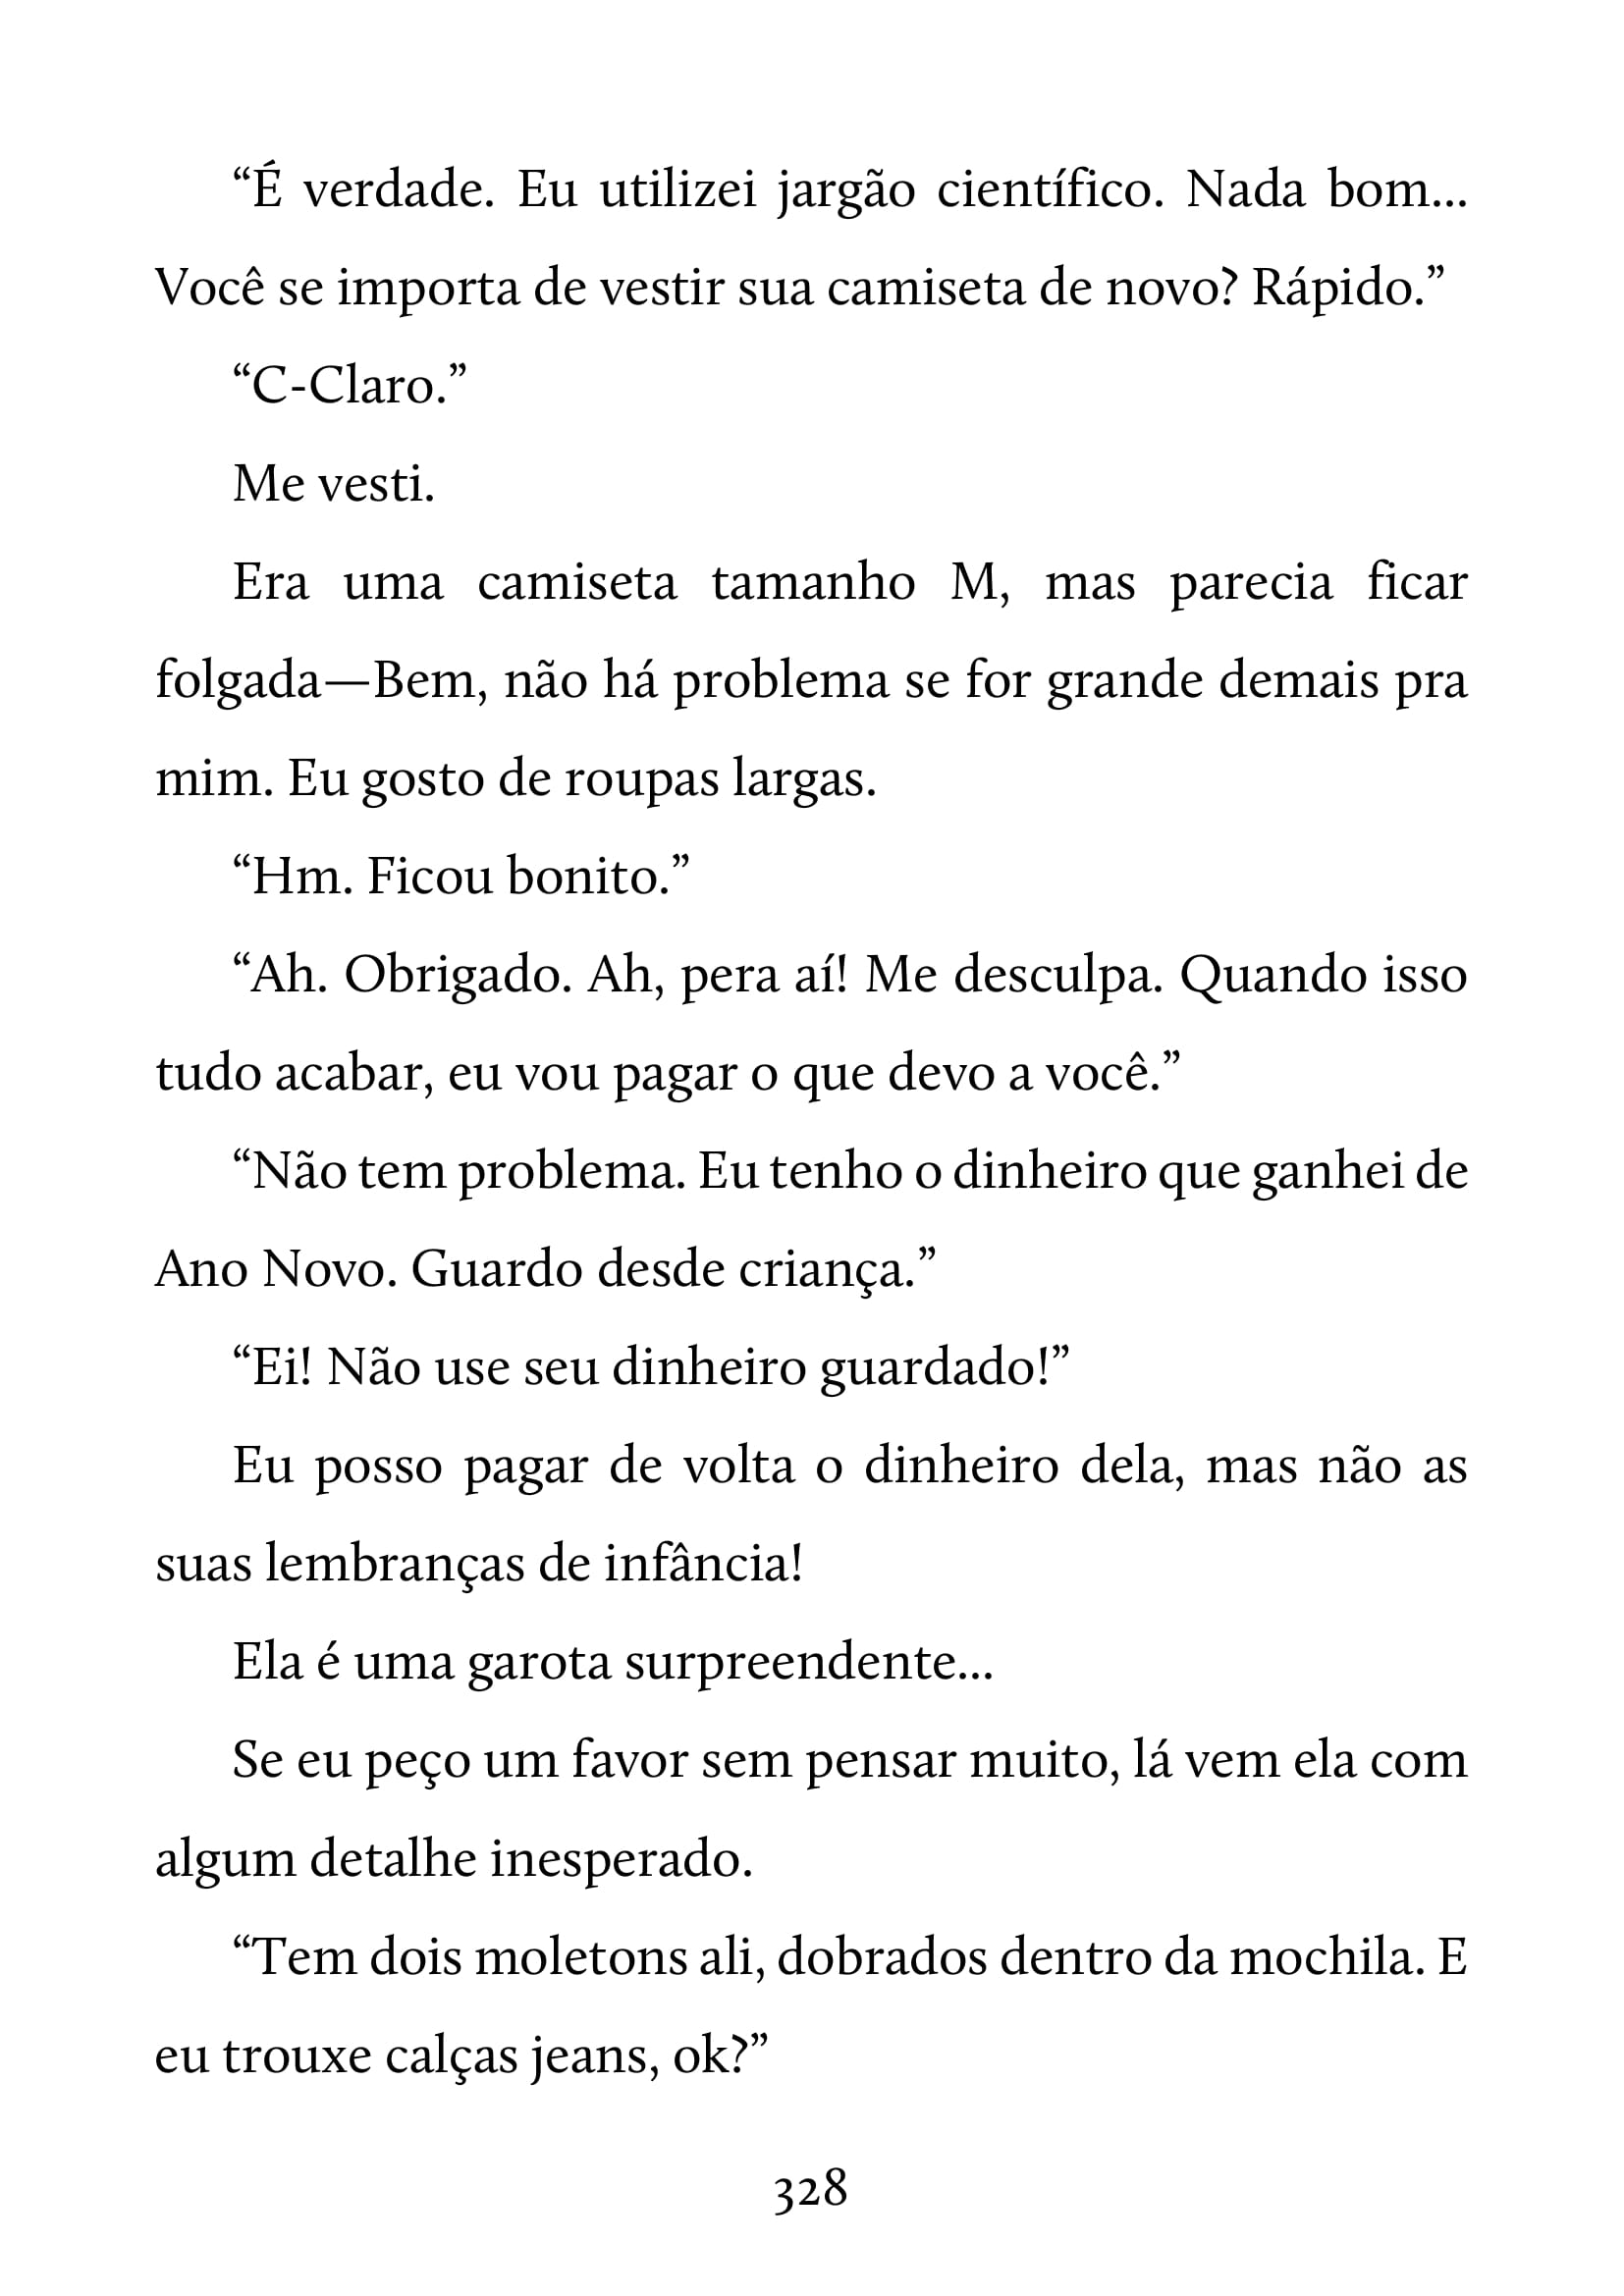 “É verdade. Eu utilizei jargão científico. Nada bom...
Você se importa de vestir sua camiseta de novo? Rápido.”
“C-Claro.”
Me vesti.
Era uma camiseta tamanho M, mas parecia ficar
folgada—Bem, não há problema se for grande demais pra
mim. Eu gosto de roupas largas.
“Hm. Ficou bonito.”
“Ah. Obrigado. Ah, pera aí! Me desculpa. Quando isso
tudo acabar, eu vou pagar o que devo a você.”
“Não tem problema. Eu tenho o dinheiro que ganhei de
Ano Novo. Guardo desde criança.”
“Ei! Não use seu dinheiro guardado!”
Eu posso pagar de volta o dinheiro dela, mas não as
suas lembranças de infância!
Ela é uma garota surpreendente...
Se eu peço um favor sem pensar muito, lá vem ela com
algum detalhe inesperado.
“Tem dois moletons ali, dobrados dentro da mochila. E
eu trouxe calças jeans, ok?”
328